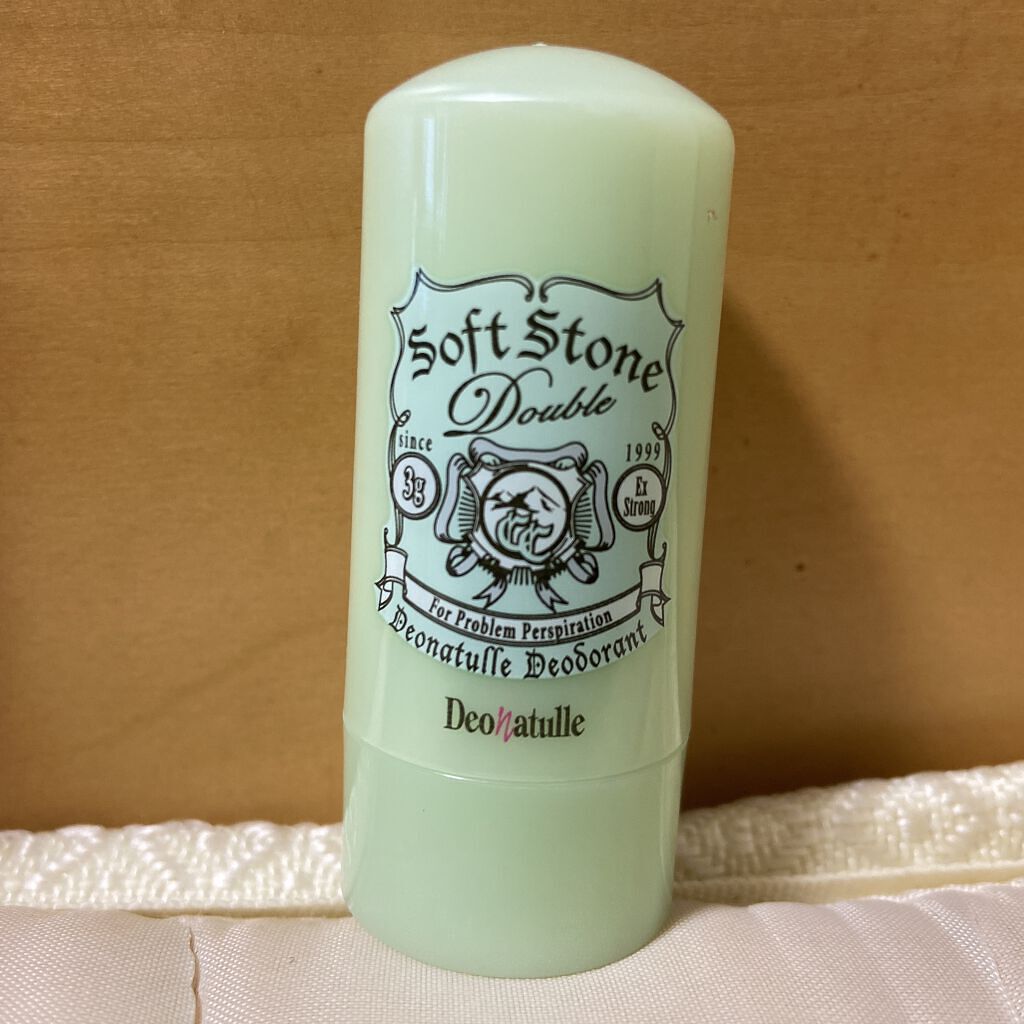 Soft Stone
Double
since
1999
3g
Ex
Strong
For Problem Perspiration
Deonatulle Deodorant
Deonatulle